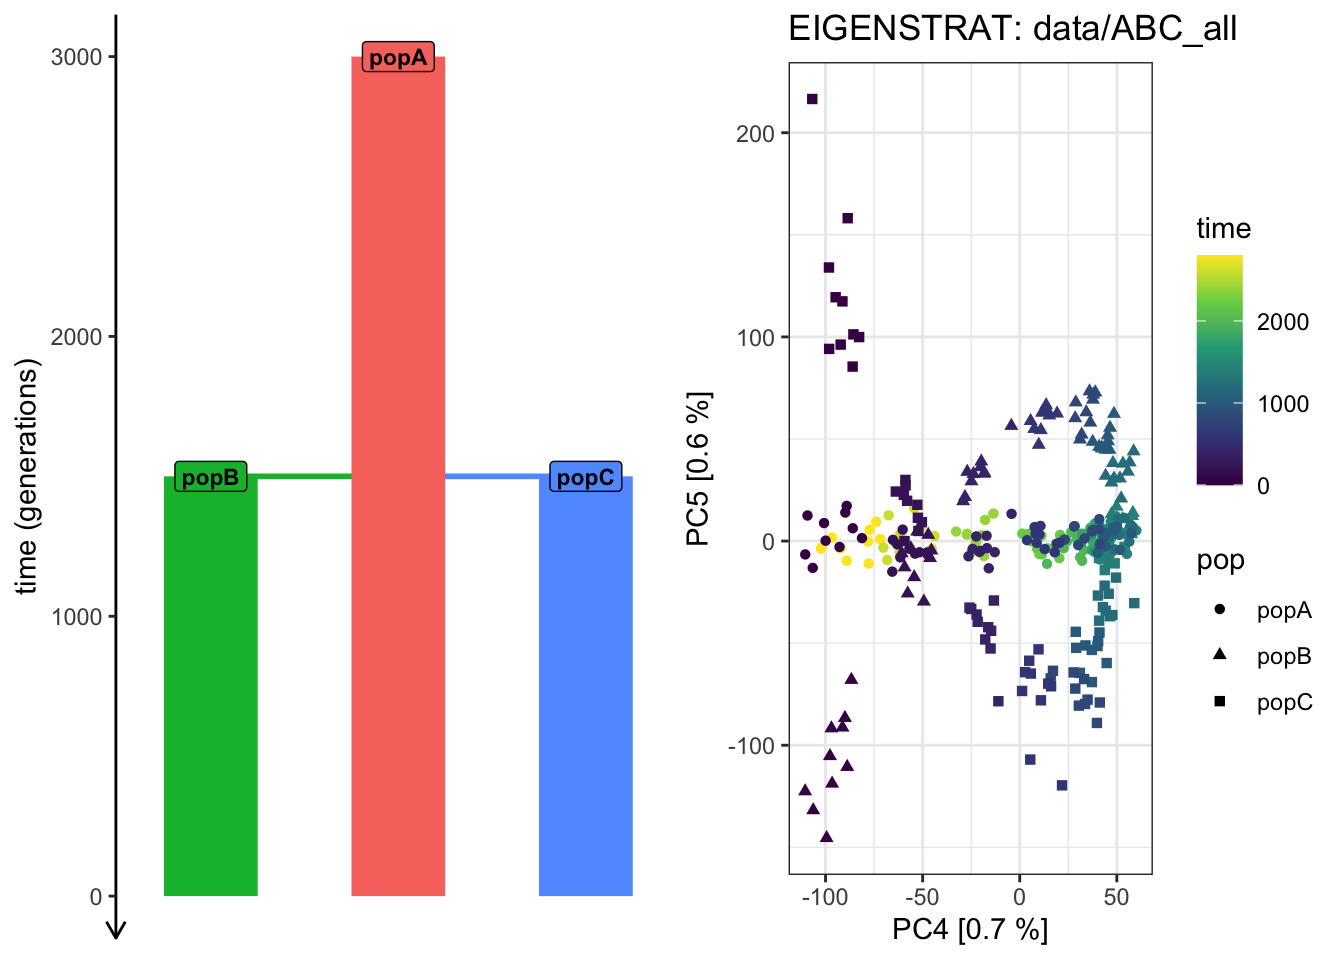 time (generations)
3000
2000
1000
0
popA
popB
popC
EIGENSTRAT: data/ABC_all
PC5 [0.6 %]
200
100
0
-100
-100
-50
0
50
PC4 [0.7 %]
time
2000
1000
0
pop
popA
popB
popC